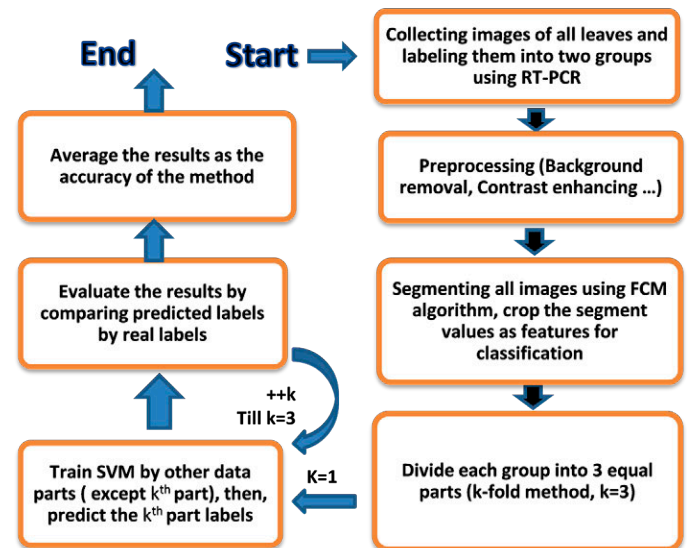 Start
Collecting images of all leaves and
labeling them into two groups
using RT-PCR
Preprocessing (Background
removal, Contrast enhancing ...)
Segmenting all images using FCM
algorithm, crop the segment
values as features for
classification
Divide each group into 3 equal
parts (k-fold method, k=3)
K=1
Train SVM by other data
parts ( except kth part), then,
predict the kth part labels
++k
Till k=3
Evaluate the results by
comparing predicted labels
by real labels
Average the results as the
accuracy of the method
End